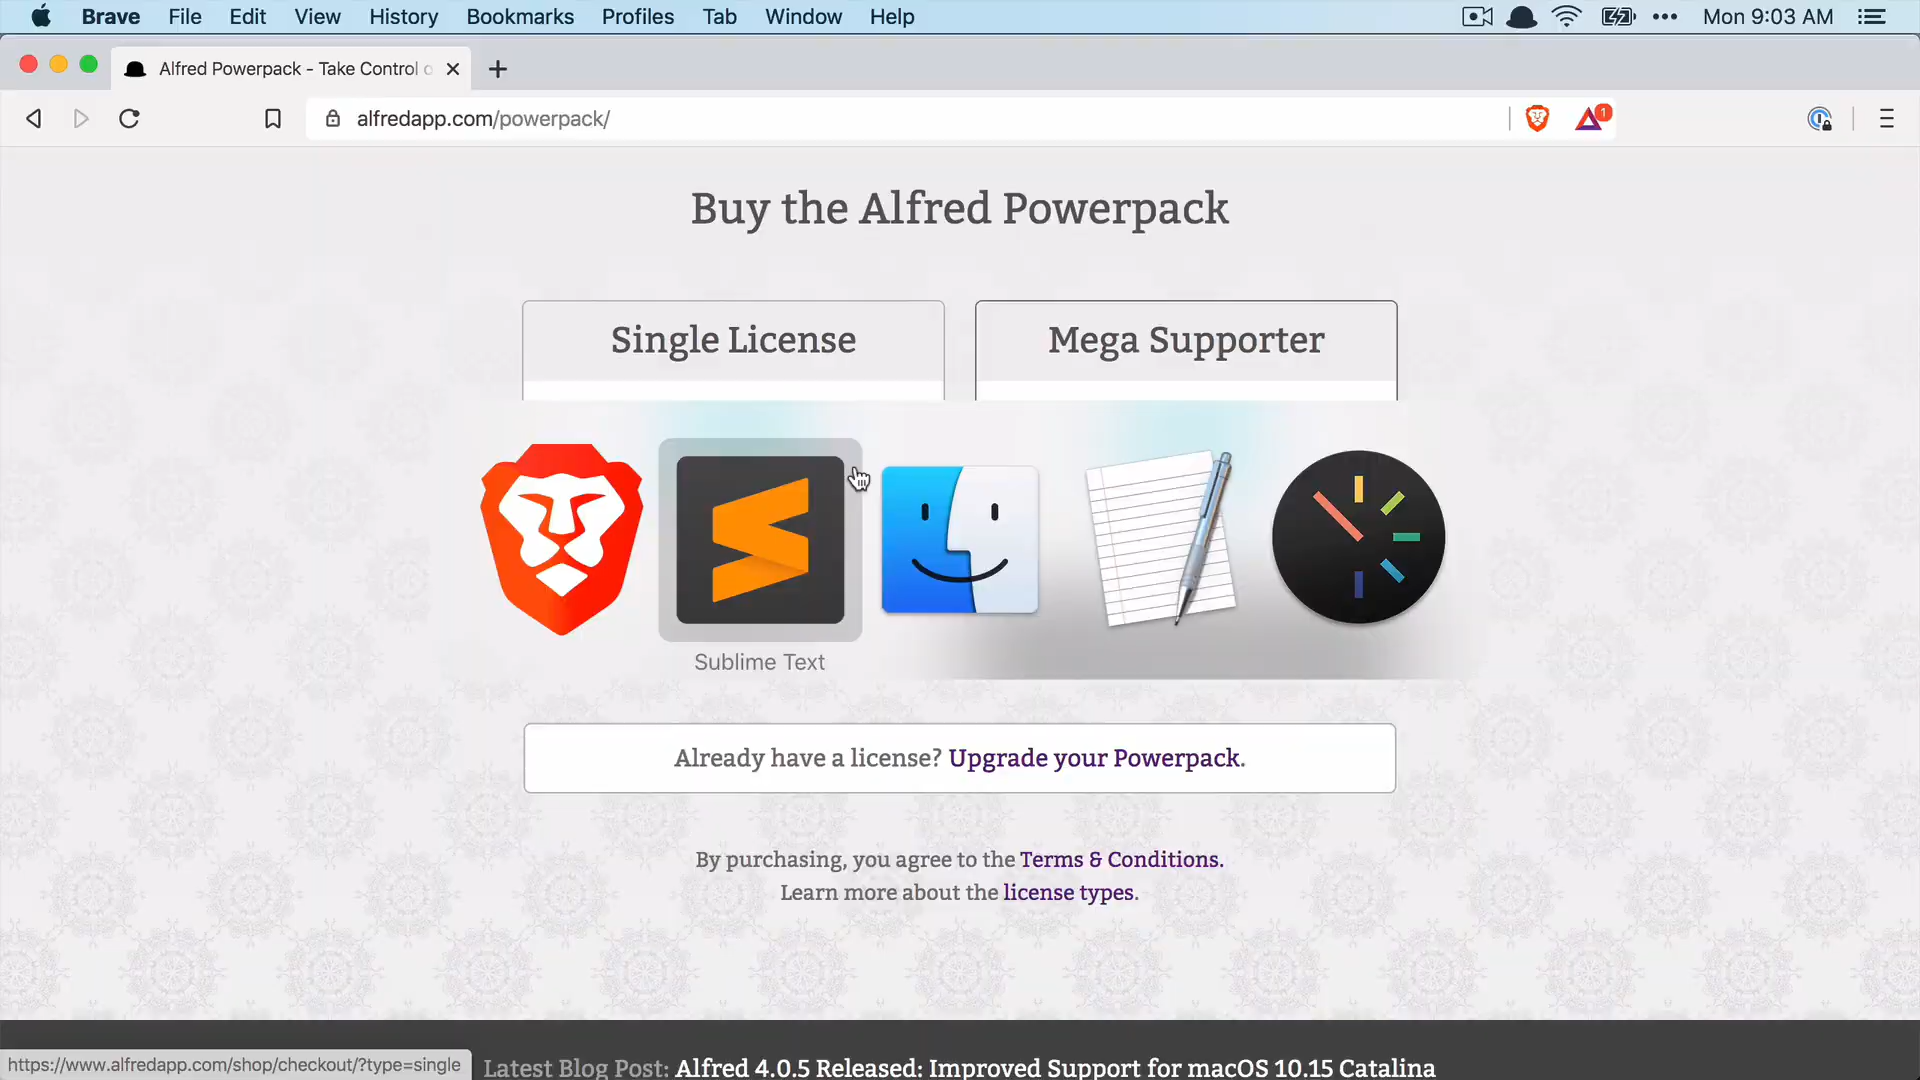 Brave File Edit View History Bookmarks Profiles Tab Window Help Mon 9:03 AM
Alfred Powerpack - Take Control
alfredapp.com/powerpack/
1
Buy the Alfred Powerpack
Single License
Mega Supporter
Sublime Text
Already have a license? Upgrade your Powerpack.
By purchasing, you agree to the Terms & Conditions.
Learn more about the license types.
https://www.alfredapp.com/shop/checkout/?type=single
Latest Blog Post: Alfred 4.0.5 Released: Improved Support for macOS 10.15 Catalina